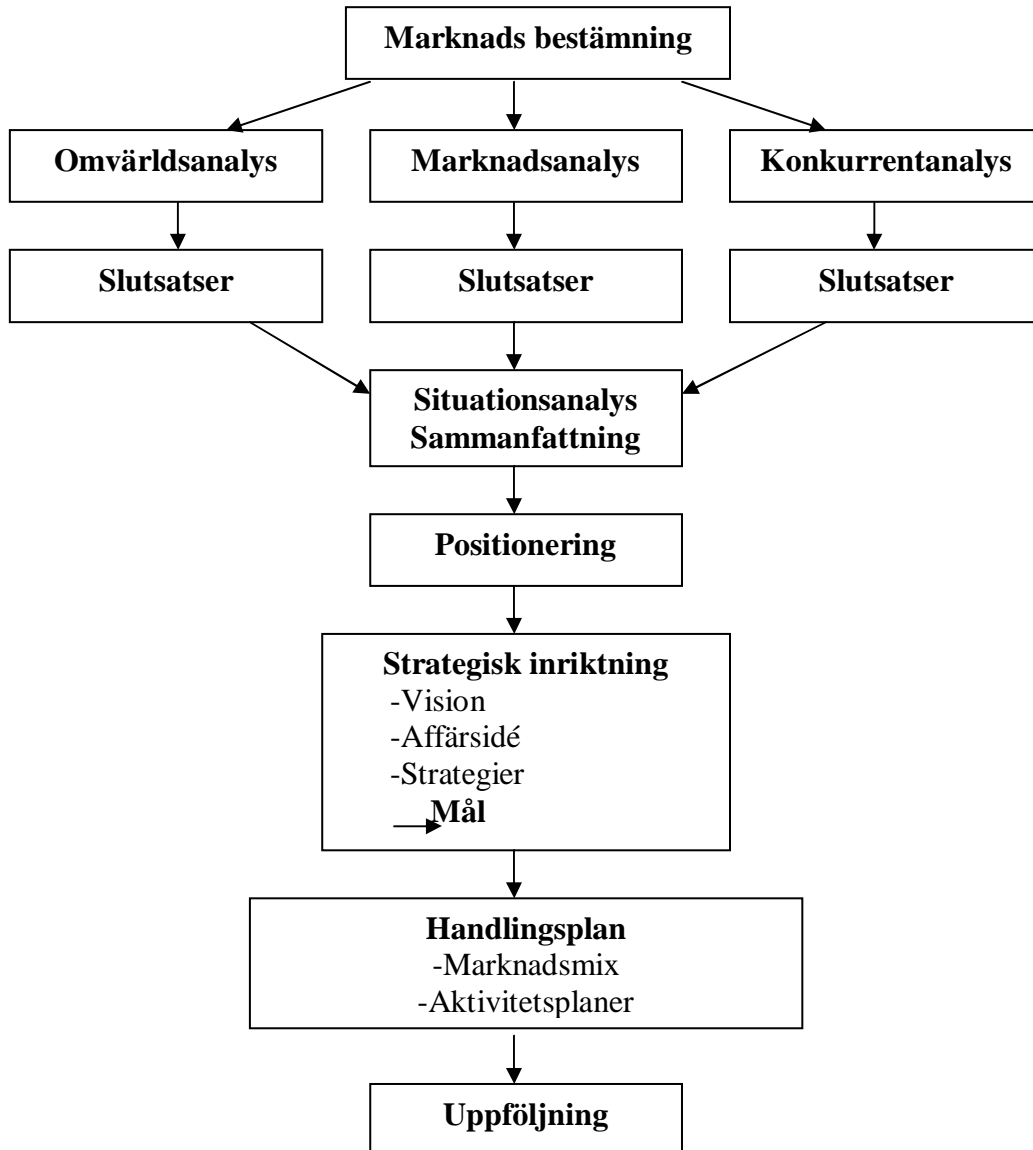 Marknads bestämning
Omvärldsanalys
Marknadsanalys
Konkurrentanalys
Slutsatser
Slutsatser
Slutsatser
Situationsanalys
Sammanfattning
Positionering
Strategisk inriktning
-Vision
-Affärsidé
-Strategier
Mål
Handlingsplan
-Marknadsmix
-Aktivitetsplaner
Uppföljning